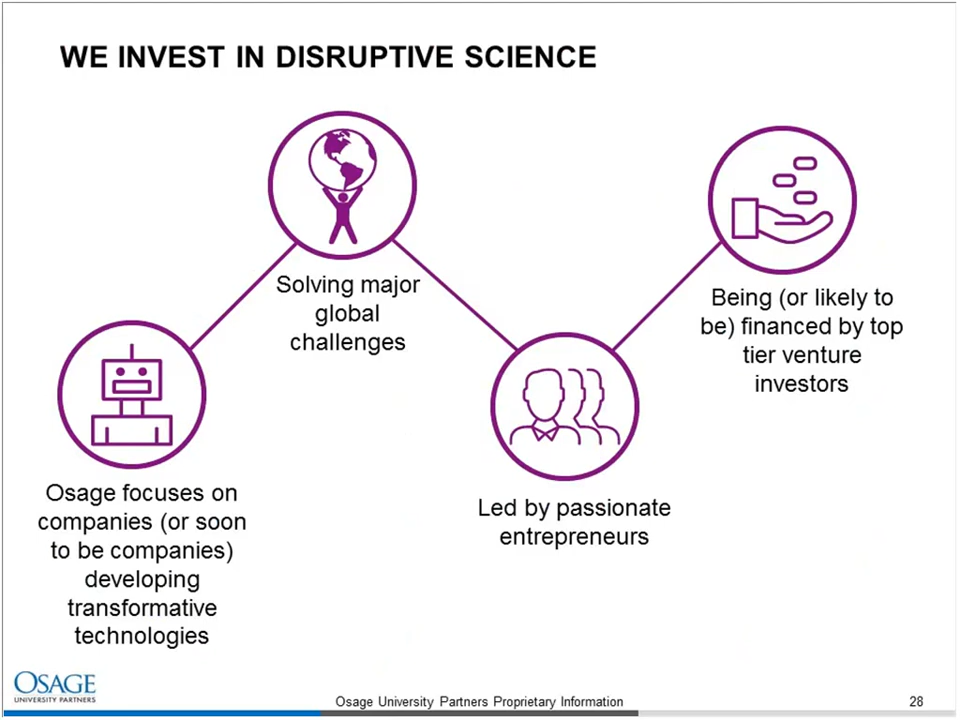 WE INVEST IN DISRUPTIVE SCIENCE
Osage focuses on
companies (or soon
to be companies)
developing
transformative
technologies
Solving major
global
challenges
Led by passionate
entrepreneurs
Being (or likely to
be) financed by top
tier venture
investors
OSAGE
UNIVERSITY PARTNERS
Osage University Partners Proprietary Information
28